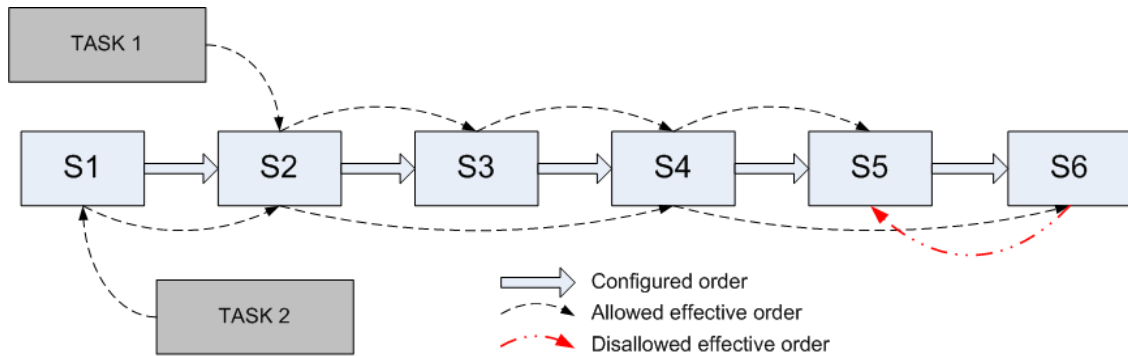 TASK 1
S1
S2
S3
S4
S5
S6
TASK 2
Configured order
Allowed effective order
Disallowed effective order